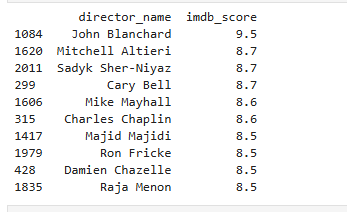 director_name imdb_score
1084 John Blanchard 9.5
1620 Mitchell Altieri 8.7
2011 Sadyk Sher-Niyaz 8.7
299 Cary Bell 8.7
1606 Mike Mayhall 8.6
315 Charles Chaplin 8.6
1417 Majid Majidi 8.5
1979 Ron Fricke 8.5
428 Damien Chazelle 8.5
1835 Raja Menon 8.5